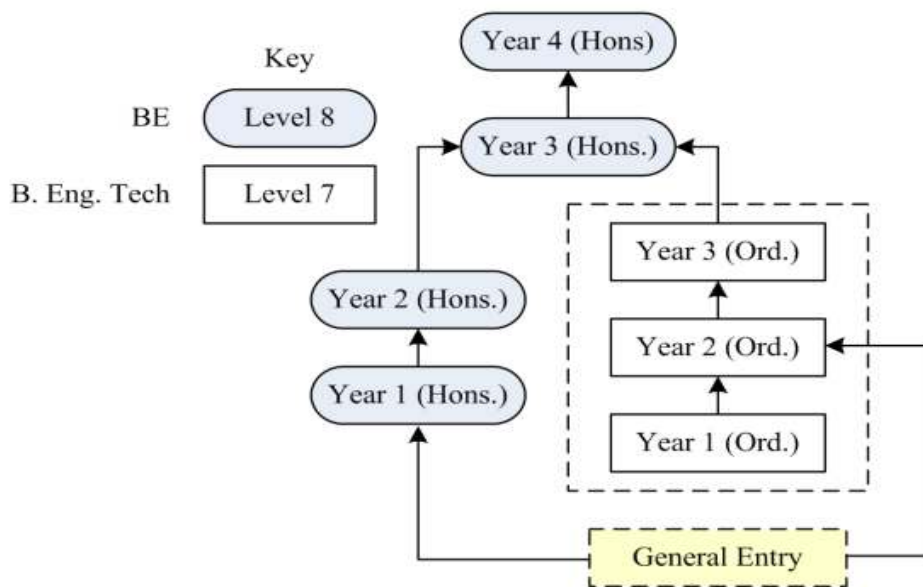 Year 4 (Hons)
Key
BE
Level 8
Year 3 (Hons.)
B. Eng. Tech
Level 7
Year 3 (Ord.)
Year 2 (Hons.)
Year 2 (Ord.)
Year 1 (Hons.)
Year 1 (Ord.)
General Entry